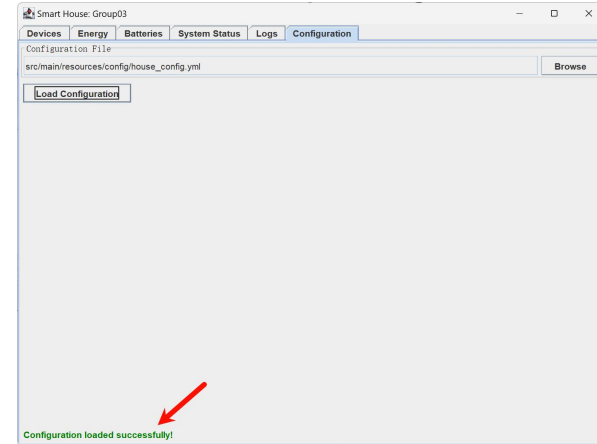 Smart House: Group03
Devices Energy Batteries System Status Logs Configuration
Configuration File
src/main/resources/config/house_config.yml Browse
Load Configuration
Configuration loaded successfully!